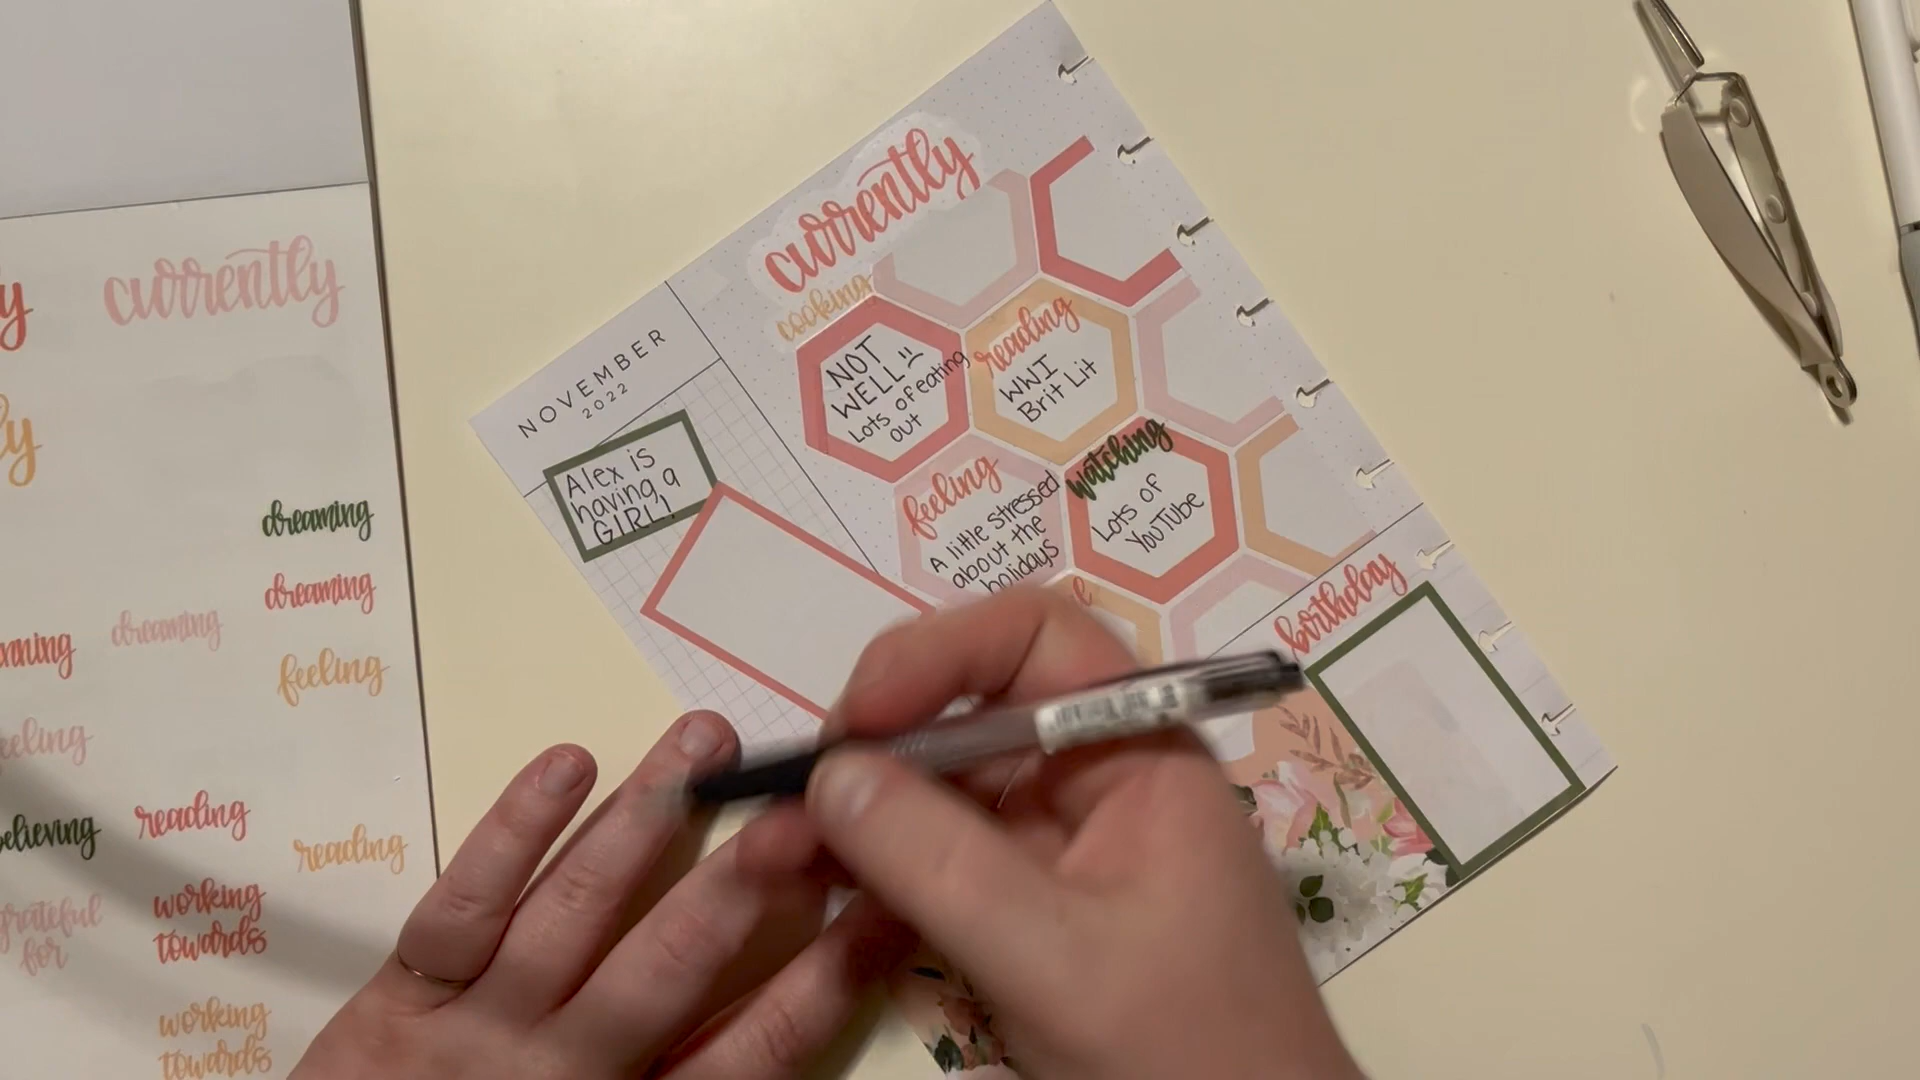 currently
dreaming
dreaming
dreaming
feeling
reading
reading
working
towards
grateful
for
working
towards
NOVEMBER
2022
Alex is
having a
GIRL!
currently
cooking
NOT
WELL
Lots of eating
out
reading
WWI
Brit Lit
feeling
A little stressed
about the
holidays
watching
Lots of
YouTube
birthday